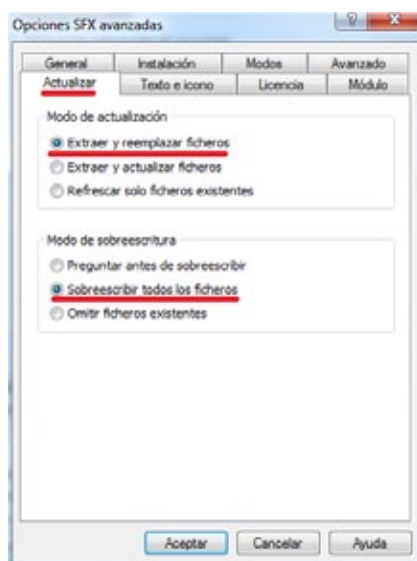 Opciones SFX avanzadas
General Instalación Modos Avanzado
Actualizar Texto e icono Licencia Módulo
Modo de actualización
Extraer y reemplazar ficheros
Extraer y actualizar ficheros
Refrescar solo ficheros existentes
Modo de sobreescritura
Preguntar antes de sobreescribir
Sobreescribir todos los ficheros
Omitir ficheros existentes
Aceptar Cancelar Ayuda